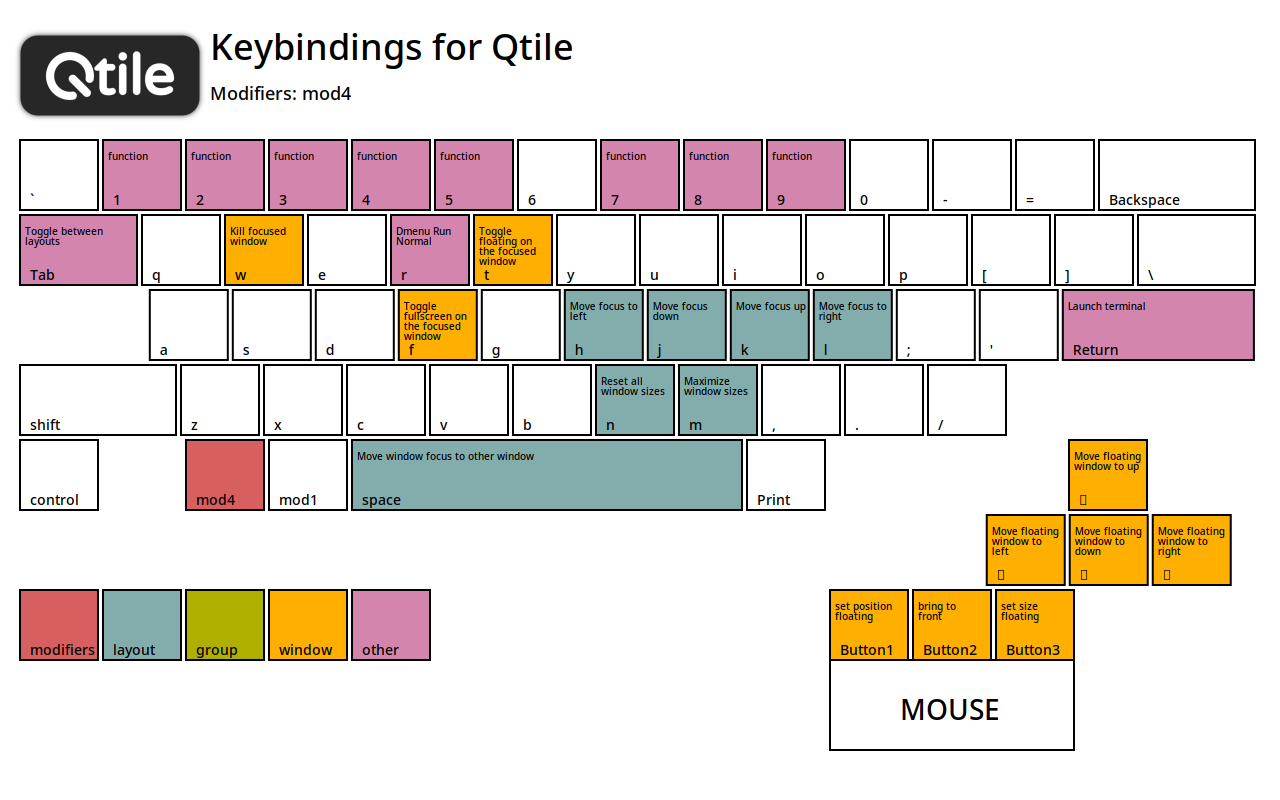 Qtile
Keybindings for Qtile
Modifiers: mod4
`
function
1
function
2
function
3
function
4
function
5
6
function
7
function
8
function
9
0
-
=
Backspace
Toggle between
layouts
Tab
q
Kill focused
window
w
e
Dmenu Run
Normal
r
Toggle
floating on
the focused
window
t
y
u
i
o
p
[
]
\
a
s
d
Toggle
fullscreen on
the focused
window
f
g
Move focus to
left
h
Move focus
down
j
Move focus up
k
Move focus to
right
l
;
'
Launch terminal
Return
shift
z
x
c
v
b
Reset all
window sizes
n
Maximize
window sizes
m
,
.
/
control
mod4
mod1
Move window focus to other window
space
Print
Move floating
window to up
Move floating
window to
left
Move floating
window to
down
Move floating
window to
right
modifiers
layout
group
window
other
set position
floating
Button1
bring to
front
Button2
set size
floating
Button3
MOUSE